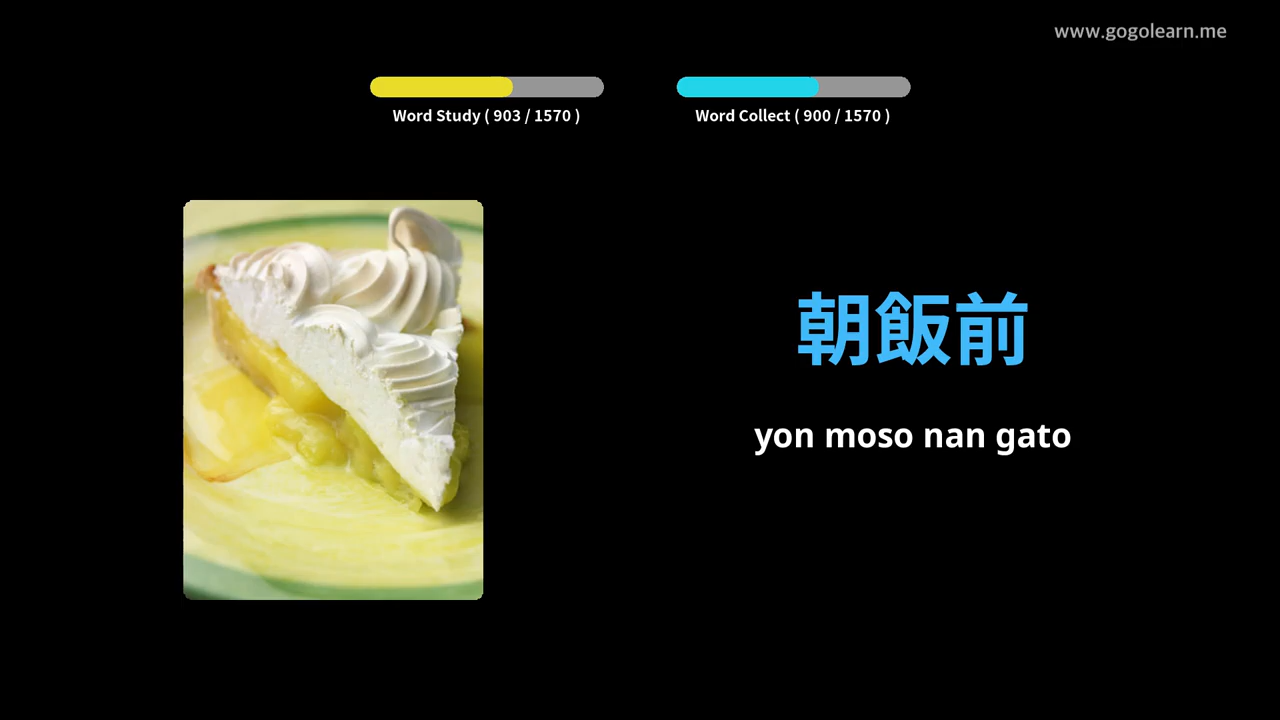 www.gogolearn.me
Word Study ( 903 / 1570 )
Word Collect ( 900 / 1570 )
朝飯前
yon moso nan gato